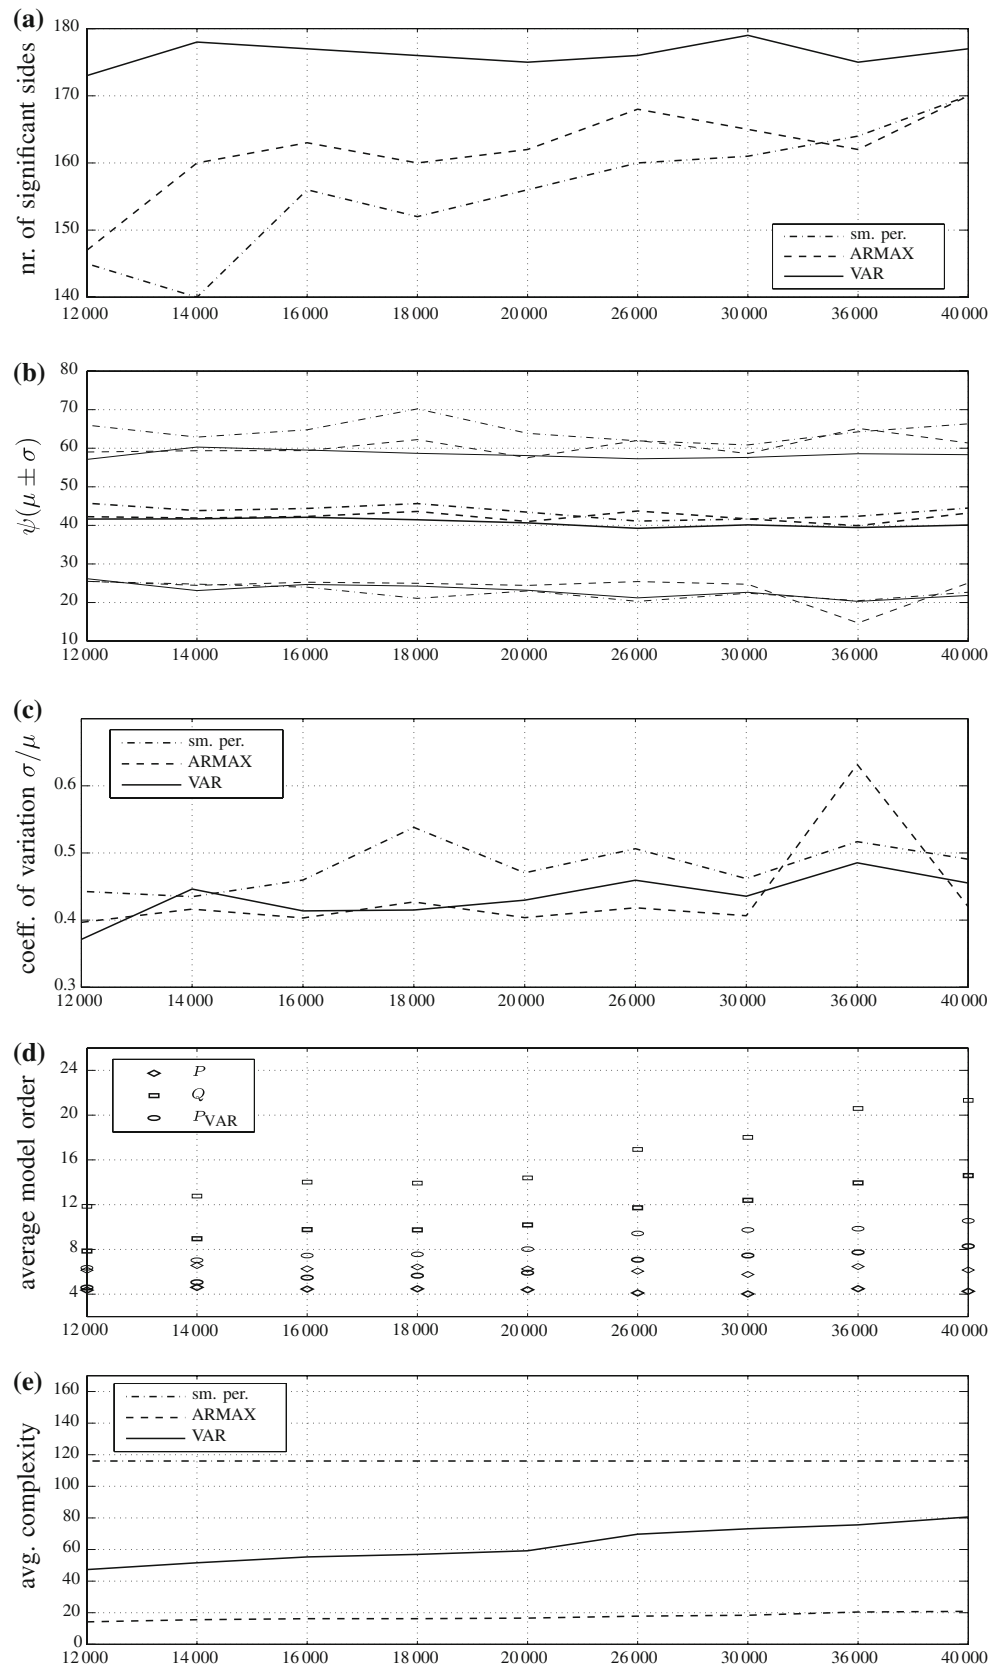 (a)
nr. of significant sides
180
170
160
150
140
sm. per.
ARMAX
VAR
12 000 14 000 16 000 18 000 20 000 26 000 30 000 36 000 40 000
(b)
ψ(μ ± σ)
80
70
60
50
40
30
20
10
12 000 14 000 16 000 18 000 20 000 26 000 30 000 36 000 40 000
(c)
coeff. of variation σ/μ
sm. per.
ARMAX
VAR
0.6
0.5
0.4
0.3
12 000 14 000 16 000 18 000 20 000 26 000 30 000 36 000 40 000
(d)
average model order
24
20
16
12
8
4
P
Q
P_VAR
12 000 14 000 16 000 18 000 20 000 26 000 30 000 36 000 40 000
(e)
avg. complexity
160
140
120
100
80
60
40
20
0
sm. per.
ARMAX
VAR
12 000 14 000 16 000 18 000 20 000 26 000 30 000 36 000 40 000